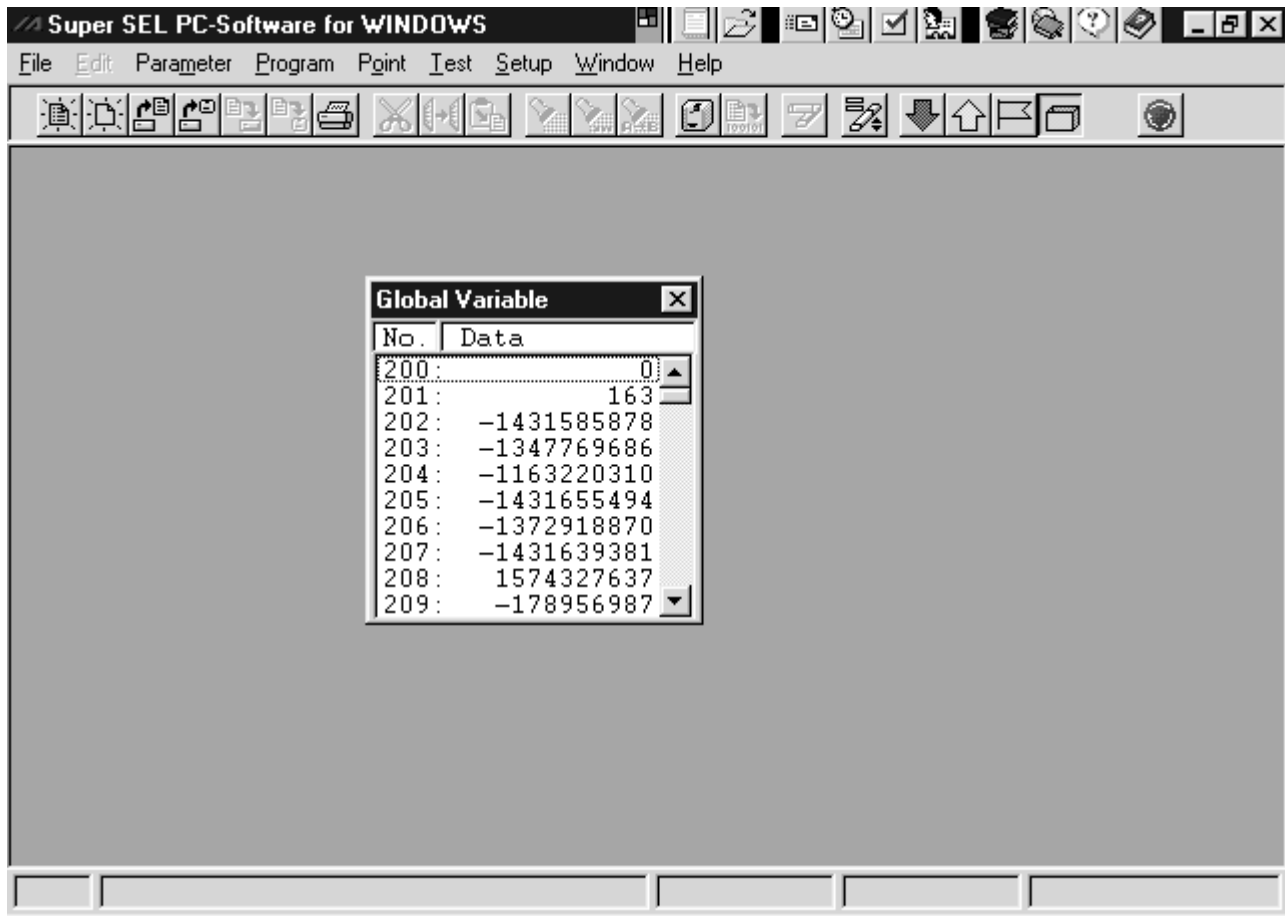 Super SEL PC-Software for WINDOWS
File Edit Parameter Program Point Test Setup Window Help
Global Variable
No. Data
200: 0
201: 163
202: -1431585878
203: -1347769686
204: -1163220310
205: -1431655494
206: -1372918870
207: -1431639381
208: 1574327637
209: -178956987